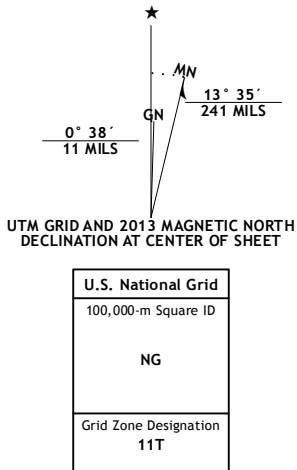 MN
GN
13° 35´
241 MILS
0° 38´
11 MILS
UTM GRID AND 2013 MAGNETIC NORTH
DECLINATION AT CENTER OF SHEET
U.S. National Grid
100,000-m Square ID
NG
Grid Zone Designation
11T